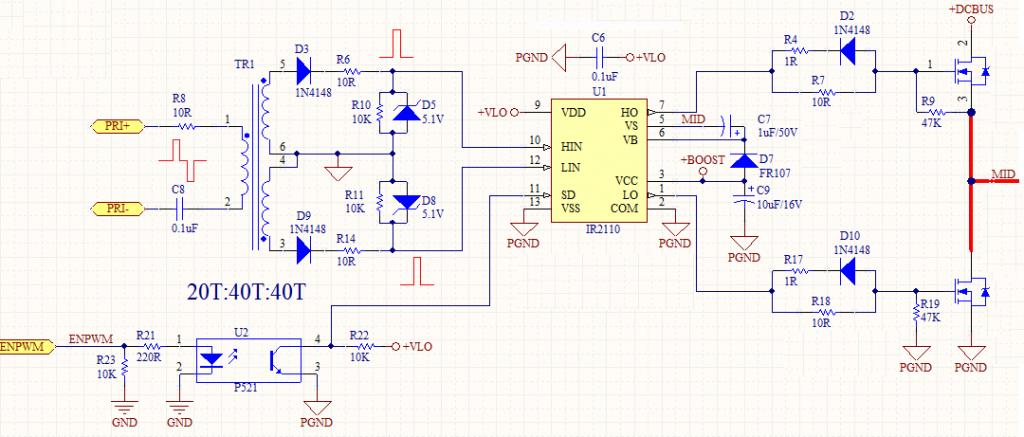 +DCBUS
D2
1N4148
R4
1R
R7
10R
1
2
3
R9
47K
MID
C6
PGND
+VLO
0.1uF
U1
+VLO
9
VDD
10
HIN
12
LIN
11
SD
13
VSS
HO
7
VS
5
VB
6
VCC
3
LO
1
COM
2
IR2110
PGND
PGND
MID
C7
1uF/50V
+BOOST
D7
FR107
C9
10uF/16V
PGND
TR1
D3
5
1N4148
R6
10R
R8
10R
PRI+
1
R10
10K
D5
5.1V
6
4
C8
PRI-
2
0.1uF
R11
10K
D8
5.1V
D9
1N4148
3
R14
10R
20T:40T:40T
D10
1N4148
R17
1R
R18
10R
R19
47K
PGND
PGND
ENPWM
ENPWM
R21
220R
R23
10K
GND
U2
1
2
4
3
P521
GND
PGND
R22
10K
+VLO